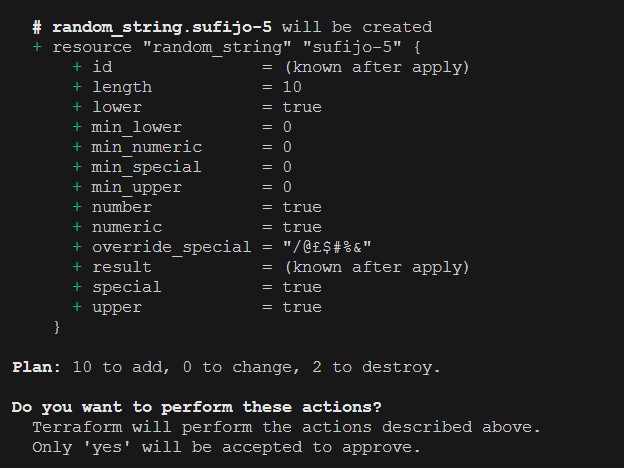 # random_string.sufijo-5 will be created
+ resource "random_string" "sufijo-5" {
+ id = (known after apply)
+ length = 10
+ lower = true
+ min_lower = 0
+ min_numeric = 0
+ min_special = 0
+ min_upper = 0
+ number = true
+ numeric = true
+ override_special = "/@£$#%&"
+ result = (known after apply)
+ special = true
+ upper = true
}
Plan: 10 to add, 0 to change, 2 to destroy.
Do you want to perform these actions?
Terraform will perform the actions described above.
Only 'yes' will be accepted to approve.